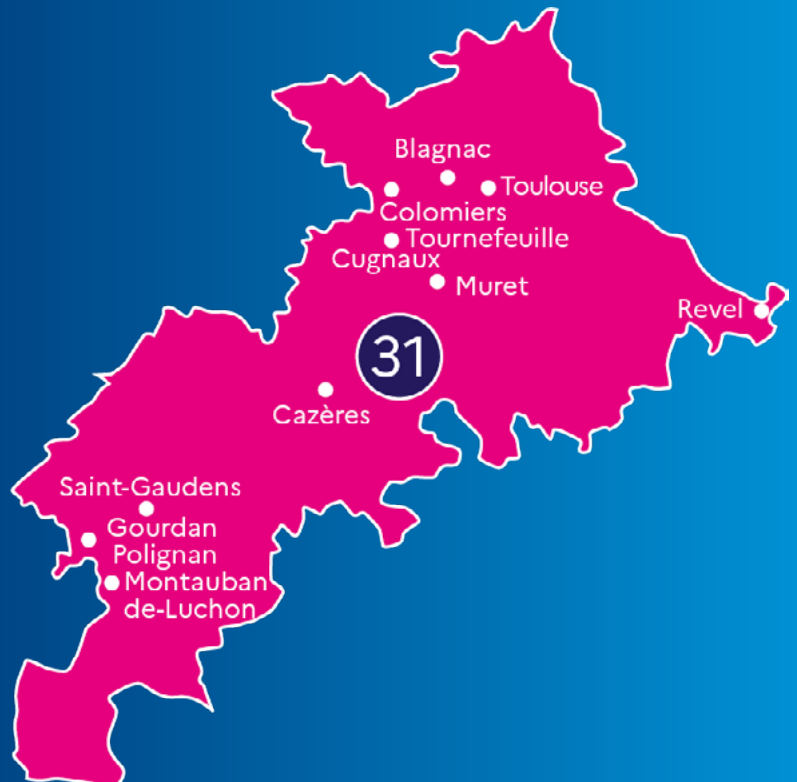 Blagnac
Toulouse
Colomiers
Tournefeuille
Cugnaux
Muret
Revel
31
Cazères
Saint-Gaudens
Gourdan
Polignan
Montauban
de-Luchon